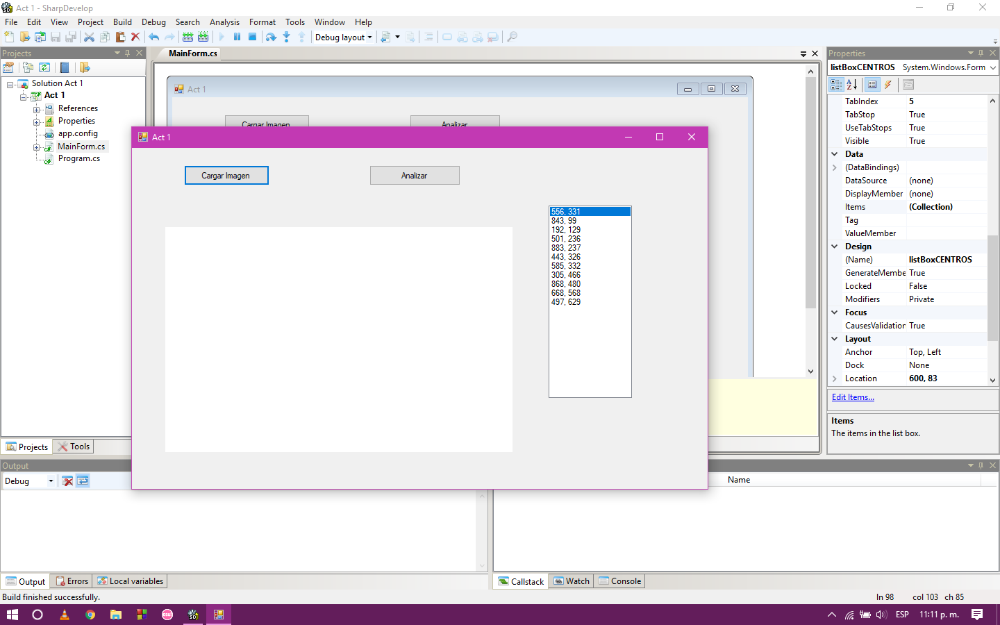 Act 1 - SharpDevelop
File Edit View Project Build Debug Search Analysis Format Tools Window Help
Debug layout
Projects
Solution Act 1
Act 1
References
Properties
app.config
MainForm.cs
Program.cs
Projects Tools
MainForm.cs
Act 1
Cargar Imagen Analizar
Act 1
Cargar Imagen Analizar
556, 331
843, 99
192, 129
501, 236
883, 237
443, 326
585, 332
305, 466
868, 480
668, 568
497, 629
Properties
listBoxCENTROS System.Windows.Form
TabIndex 5
TabStop True
UseTabStops True
Visible True
Data
(DataBindings)
DataSource (none)
DisplayMember (none)
Items (Collection)
Tag
ValueMember
Design
(Name) listBoxCENTROS
GenerateMembe True
Locked False
Modifiers Private
Focus
CausesValidation True
Layout
Anchor Top, Left
Dock None
Location 600, 83
Edit Items...
Items
The items in the list box.
Output
Debug
Name
Output Errors Local variables
Callstack Watch Console
Build finished successfully.
ln 98 col 103 ch 85
osu!
SD
ESP 11:11 p. m.